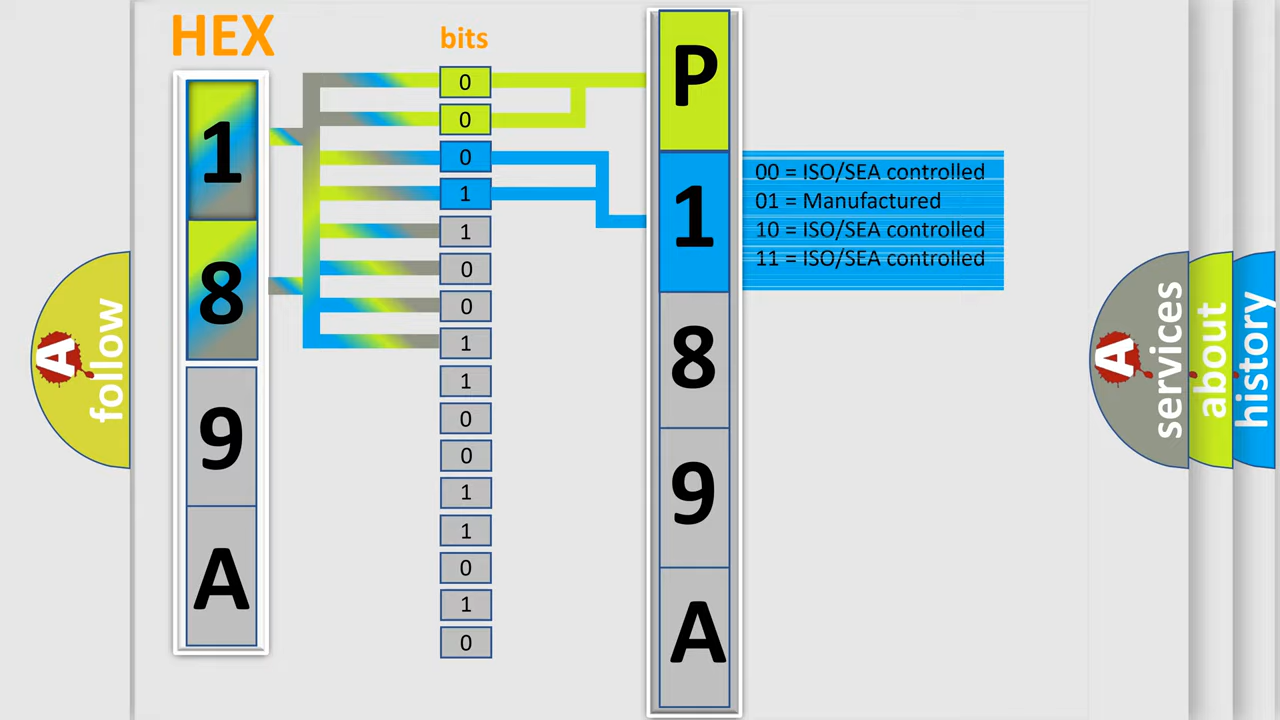 HEX
bits
1
8
9
A
0
0
0
1
1
0
0
1
1
0
0
1
1
0
1
0
P
1
8
9
A
00 = ISO/SEA controlled
01 = Manufactured
10 = ISO/SEA controlled
11 = ISO/SEA controlled
A
follow
A
services
about
history